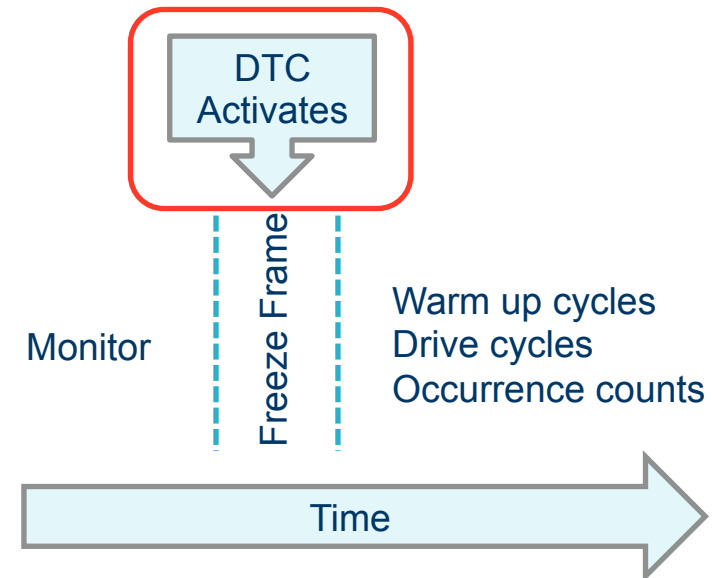 DTC
Activates
Monitor
Freeze Frame
Warm up cycles
Drive cycles
Occurrence counts
Time